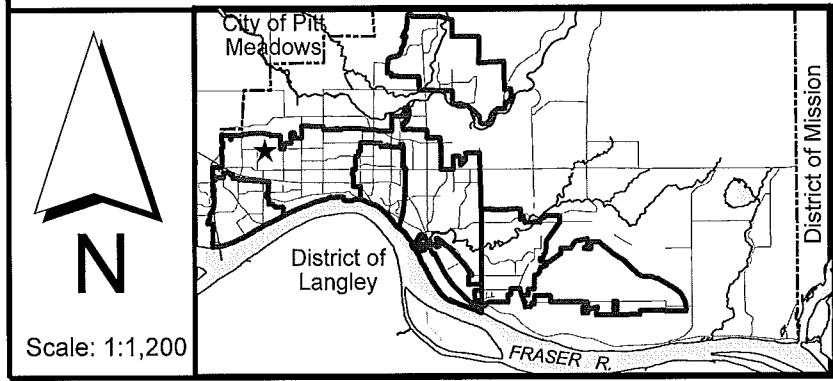 City of Pitt
Meadows
District of Mission
District of
Langley
N
Scale: 1:1,200
FRASER R.